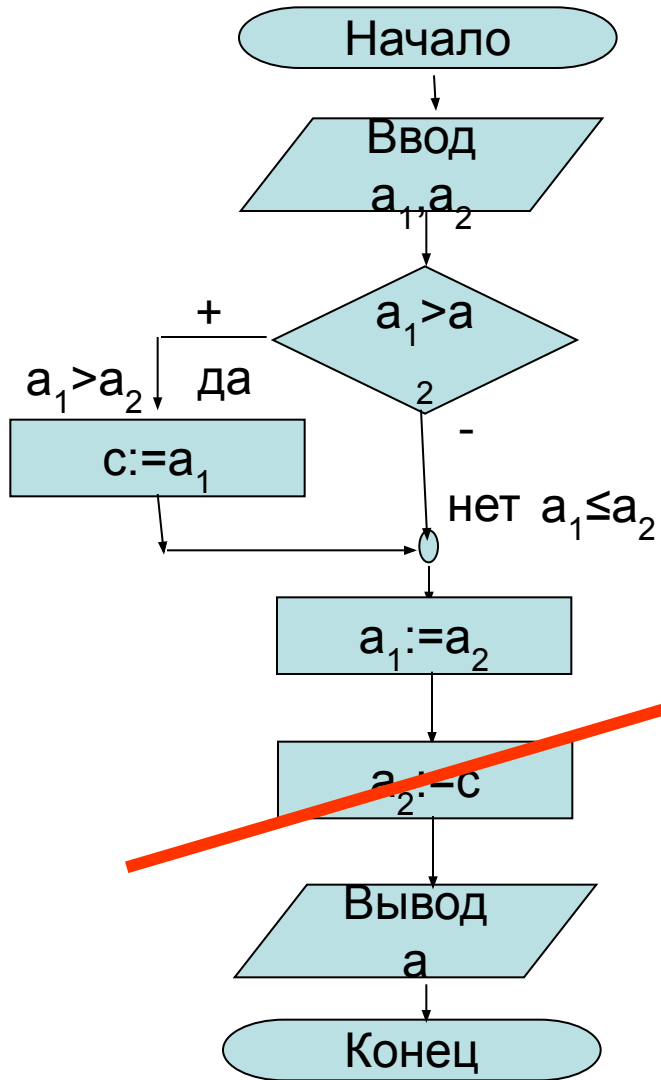 Начало
Ввод
a₁,a₂
a₁>a
₂
+
a₁>a₂ да
-
c:=a₁
нет a₁≤a₂
a₁:=a₂
a₂:=c
Вывод
a
Конец